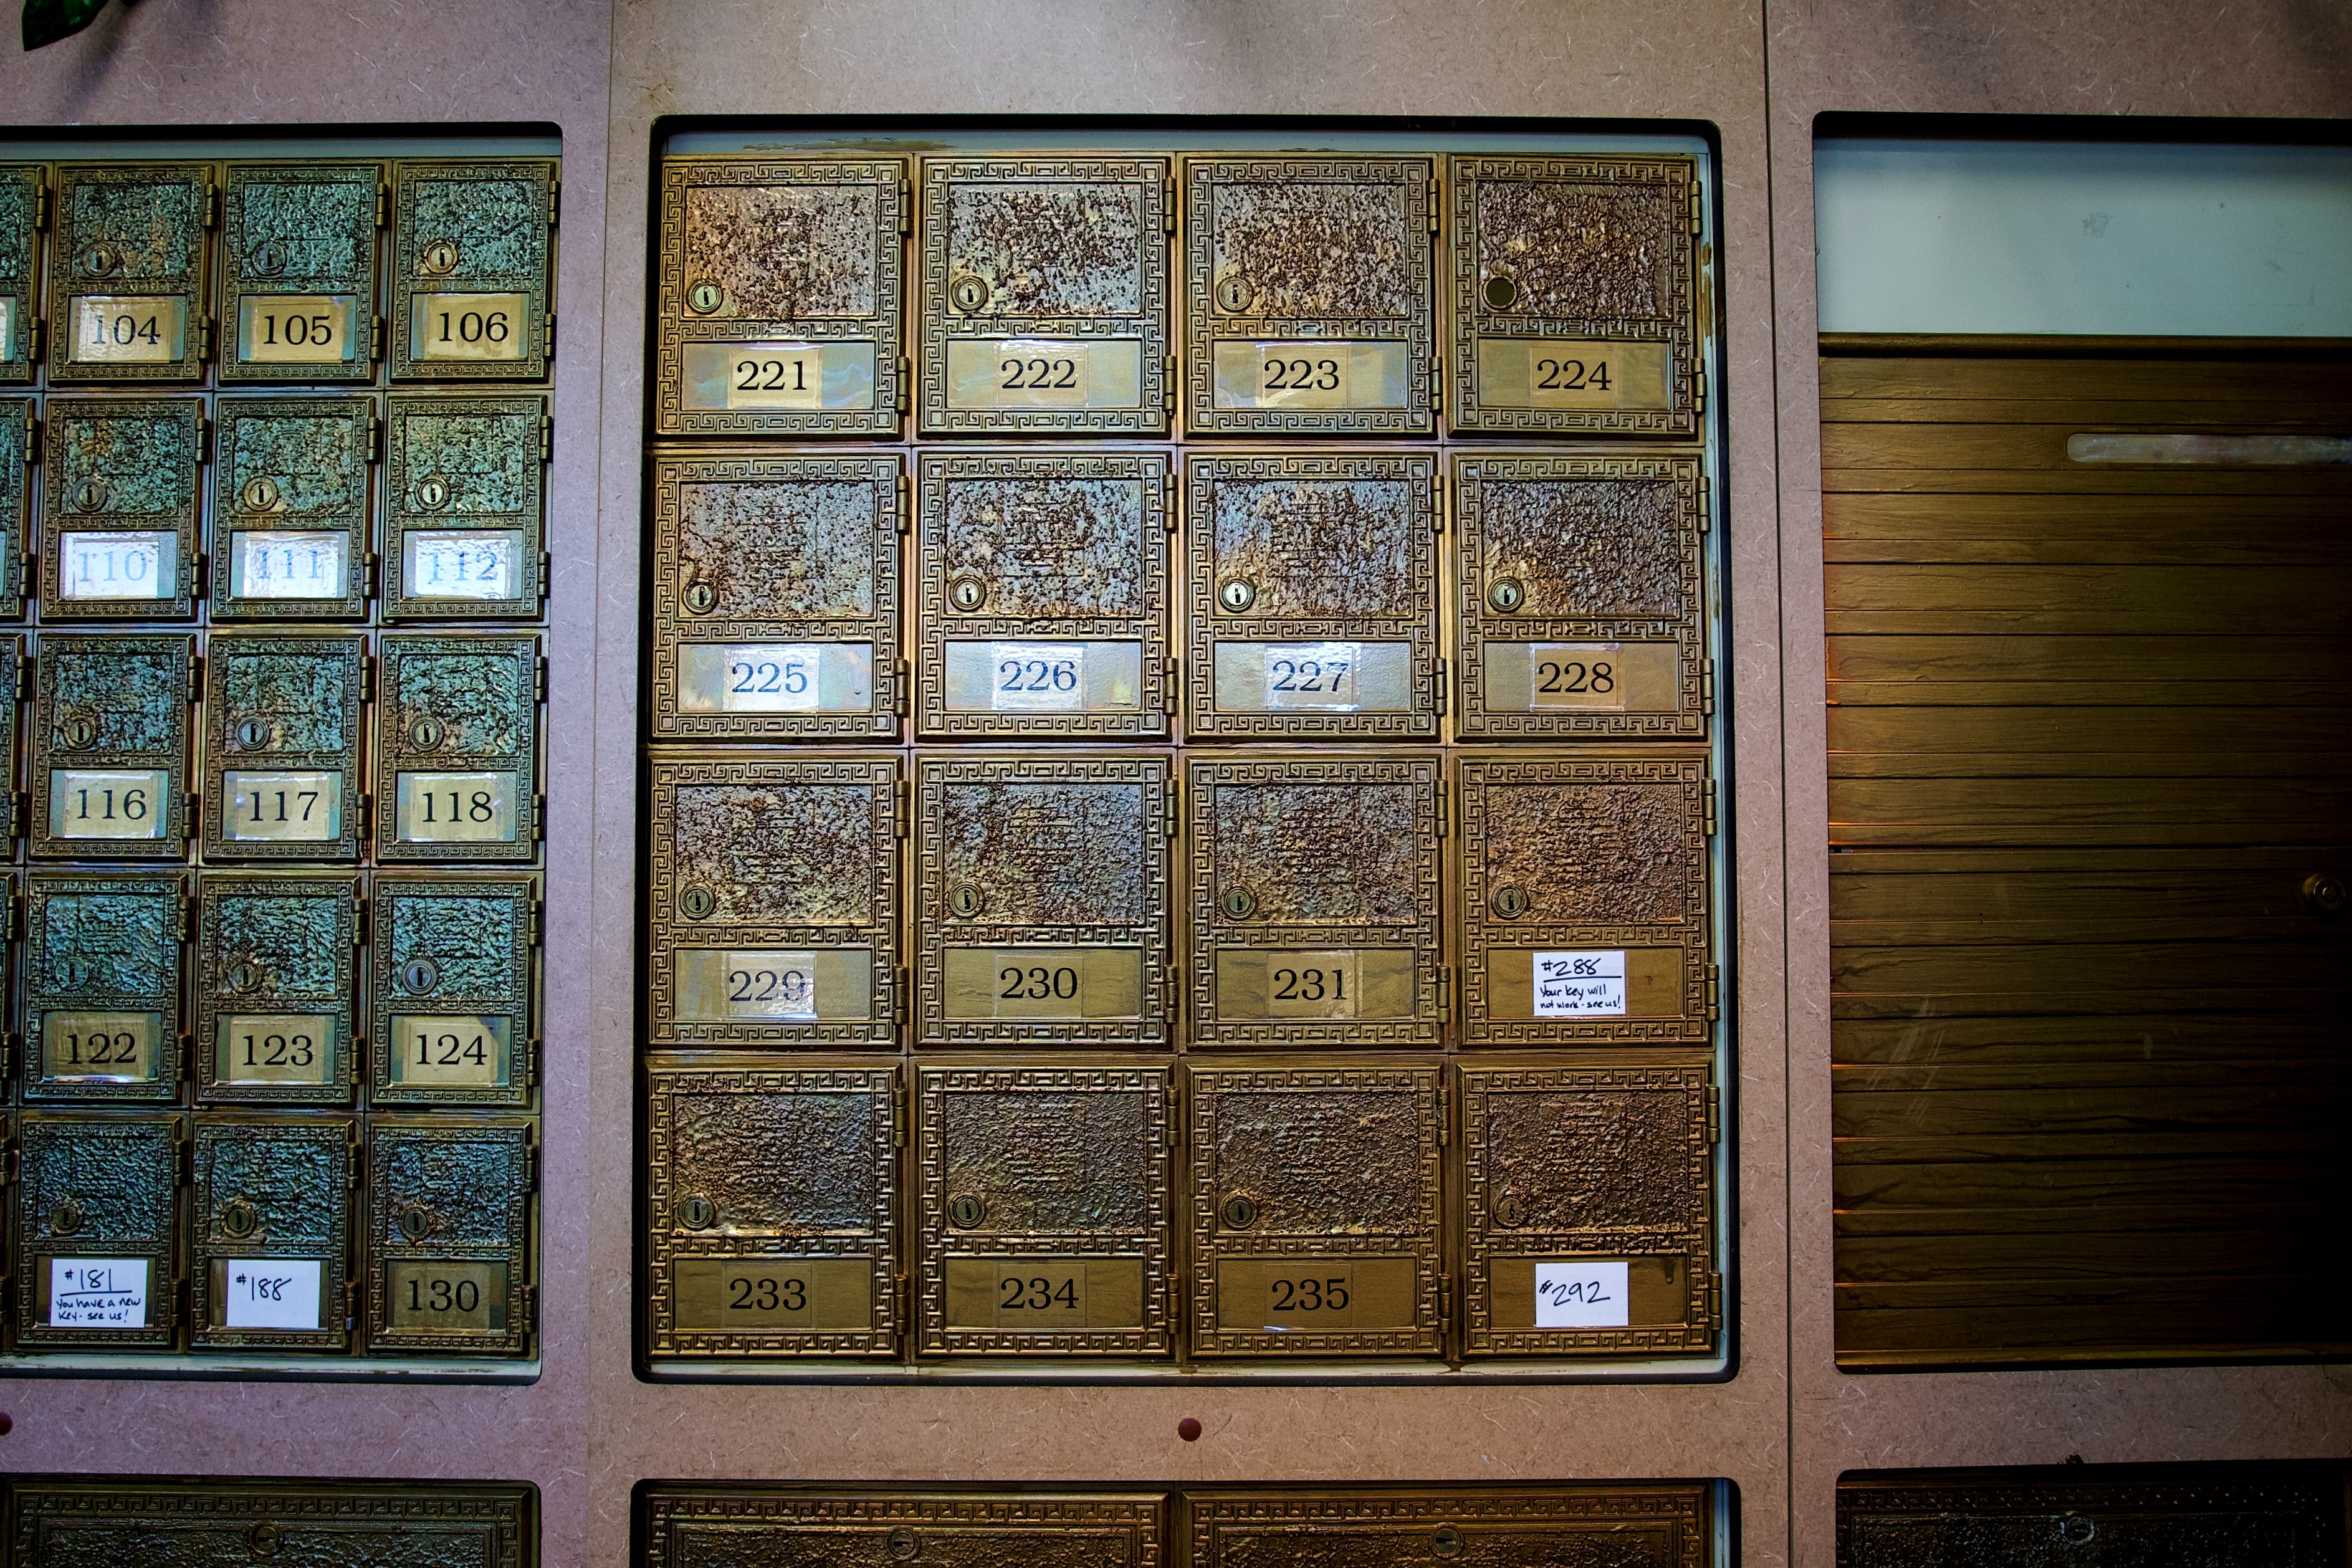 104 105 106
110 111 112
116 117 118
122 123 124
#181
You have a new
key - see us!
#188
130
221 222 223 224
225 226 227 228
229 230 231
#288
Your key will
not work - see us!
233 234 235
#292